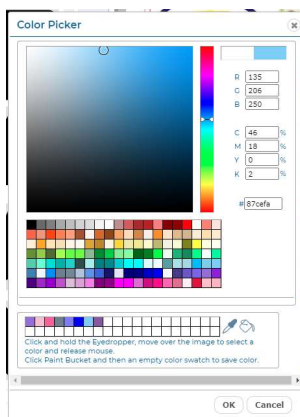 Color Picker
R 135
G 206
B 250
C 46 %
M 18 %
Y 0 %
K 2 %
# 87cefa
Click and hold the Eyedropper, move over the image to select a
color and release mouse.
Click Paint Bucket and then an empty color swatch to save color.
OK Cancel